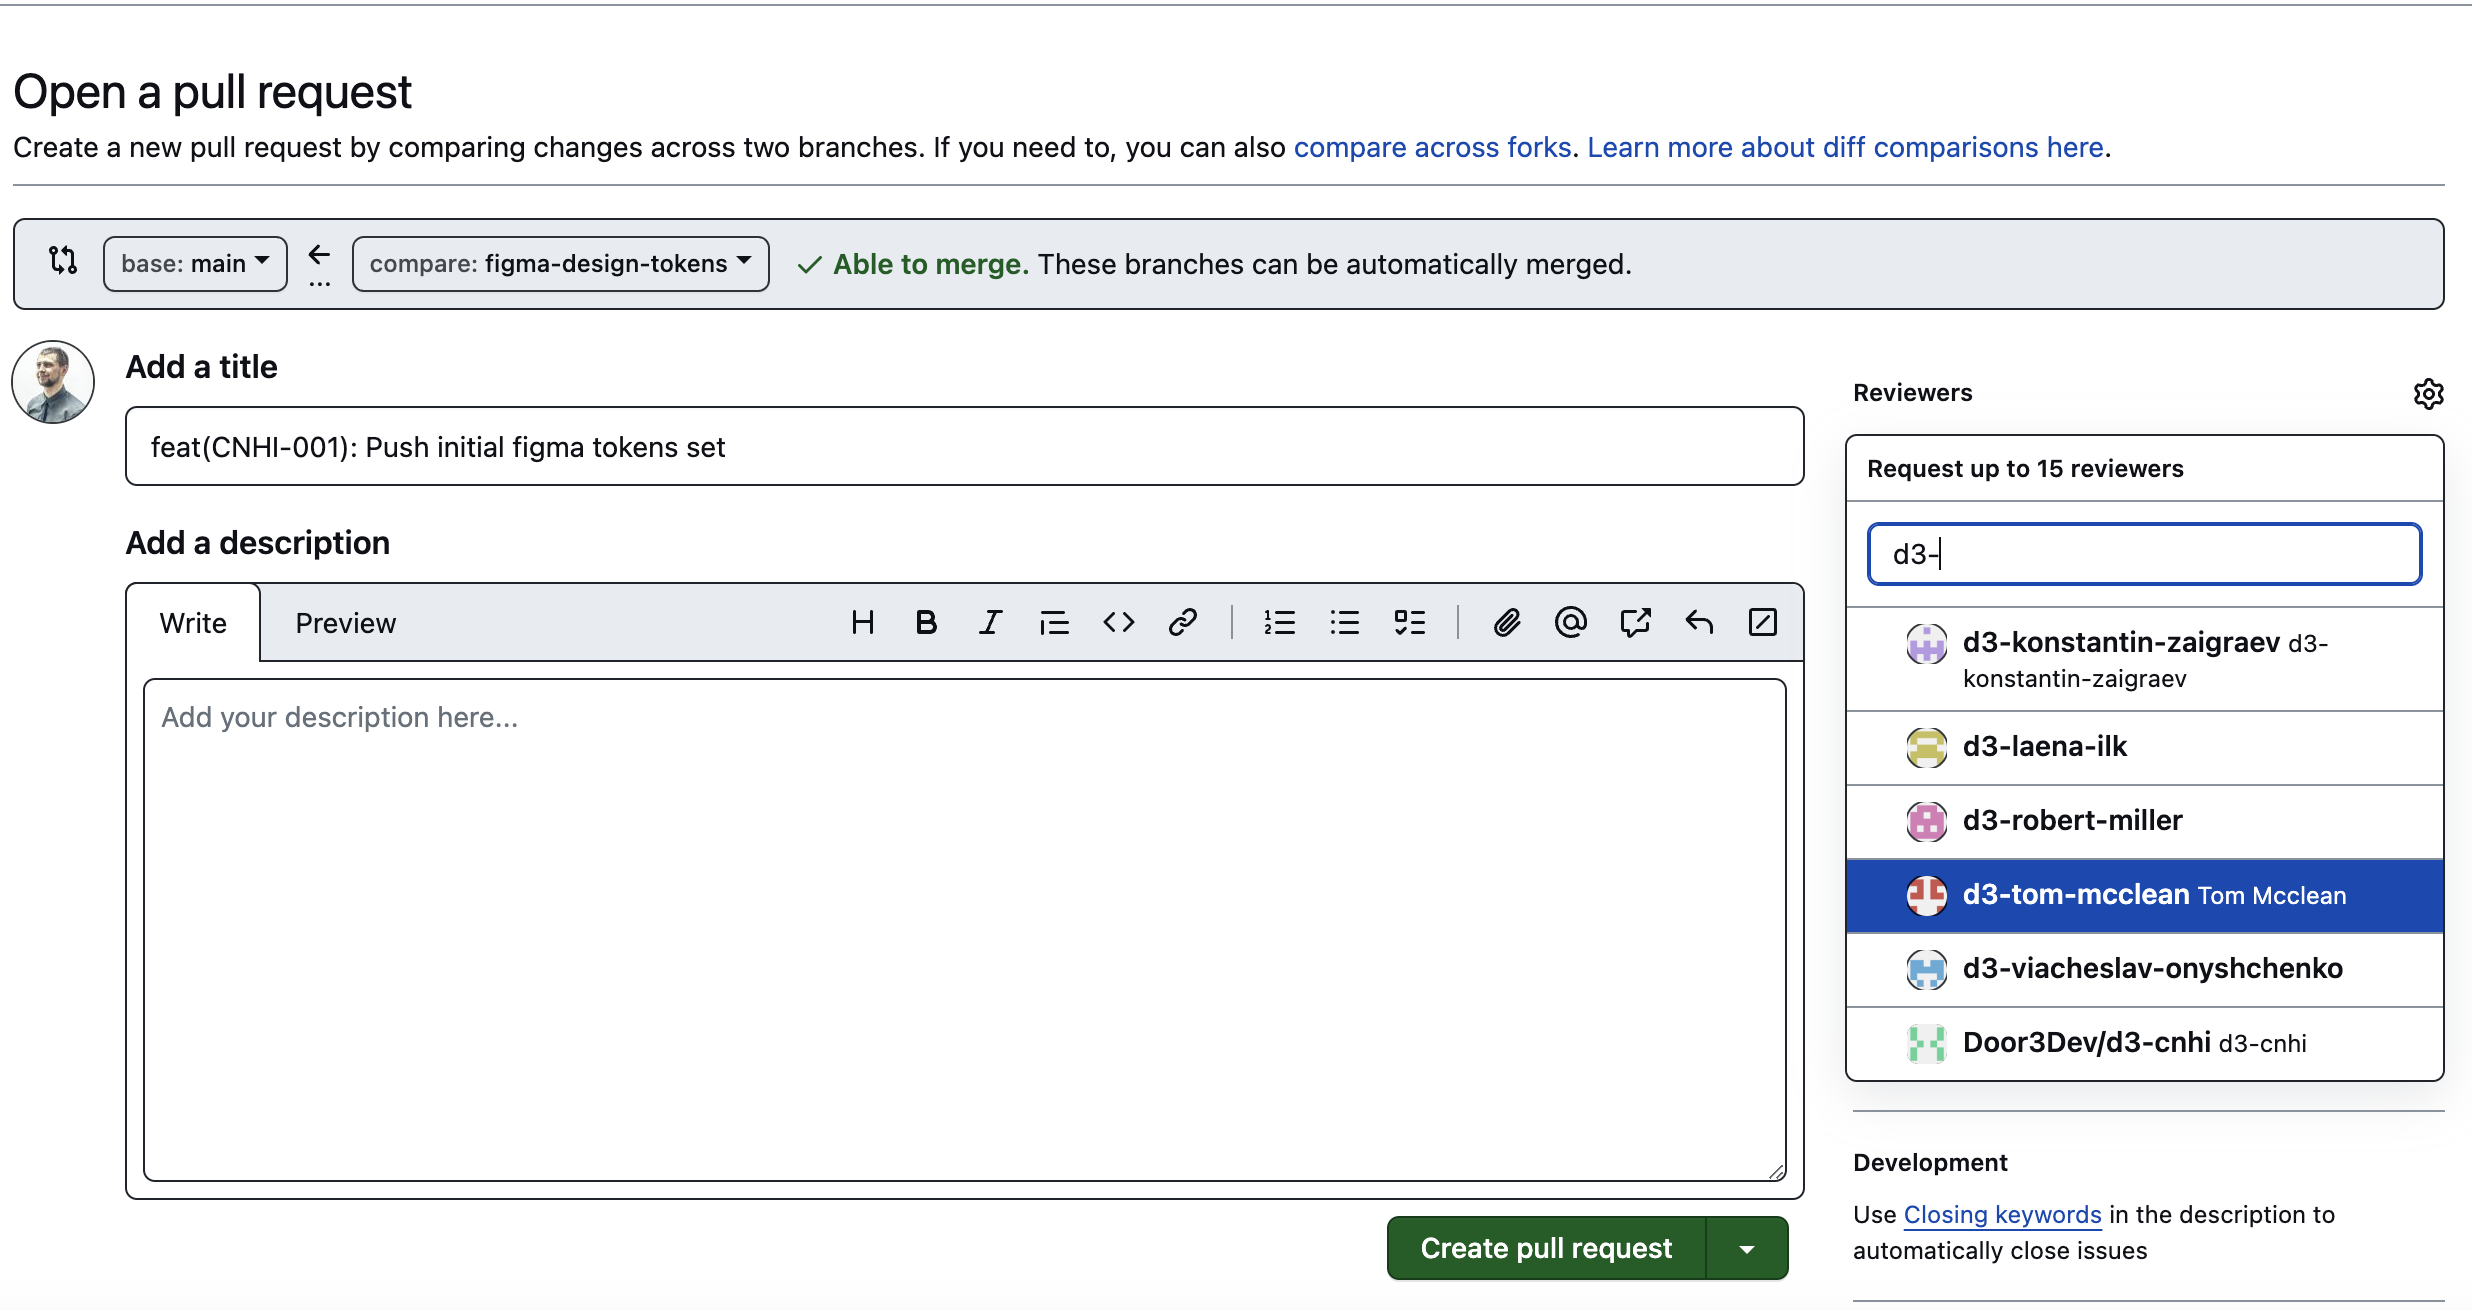 Open a pull request
Create a new pull request by comparing changes across two branches. If you need to, you can also compare across forks. Learn more about diff comparisons here.
base: main
...
compare: figma-design-tokens
Able to merge. These branches can be automatically merged.
Add a title
feat(CNHI-001): Push initial figma tokens set
Add a description
Write
Preview
Add your description here...
Create pull request
Reviewers
Request up to 15 reviewers
d3-
d3-konstantin-zaigraev d3-
konstantin-zaigraev
d3-laena-ilk
d3-robert-miller
d3-tom-mcclean Tom Mcclean
d3-viacheslav-onyshchenko
Door3Dev/d3-cnhi d3-cnhi
Development
Use Closing keywords in the description to
automatically close issues